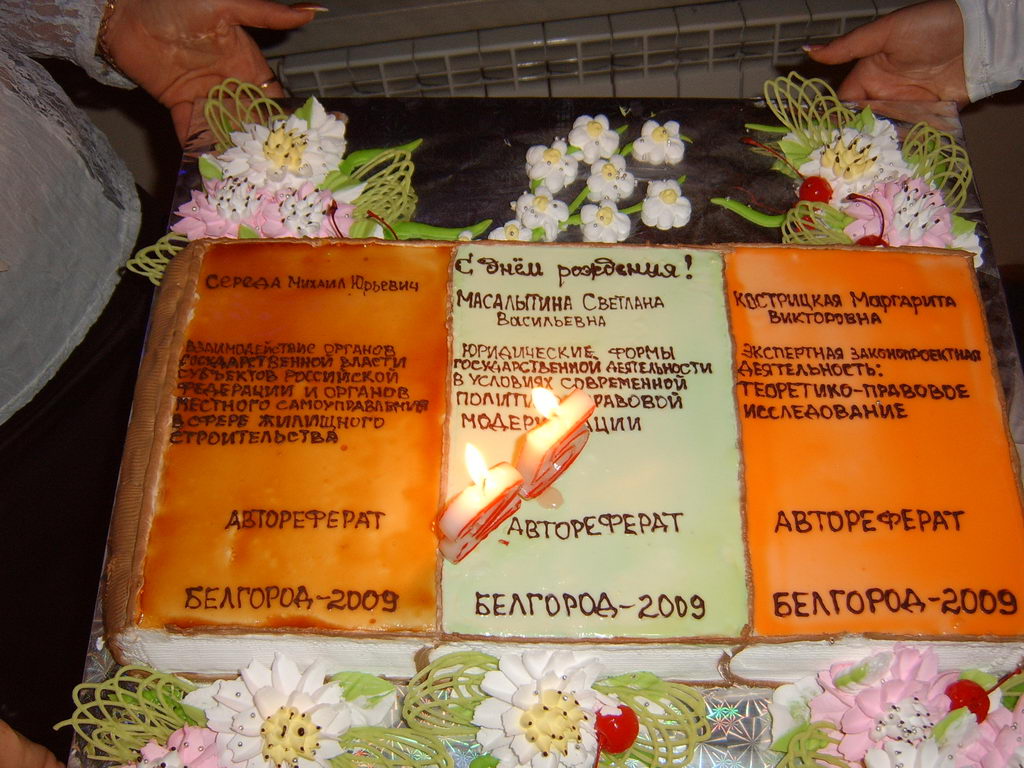 Середа Михаил Юрьевич
Взаимодействие органов
государственной власти
субъектов Российской
Федерации и органов
местного самоуправления
в сфере жилищного
строительства
Автореферат
Белгород-2009
С днём рождения!
Масалытина Светлана
Васильевна
Юридические формы
государственной деятельности
в условиях современной
правовой
Автореферат
Белгород-2009
Кострицкая Маргарита
Викторовна
Экспертная законопроектная
деятельность:
теоретико-правовое
исследование
Автореферат
Белгород-2009